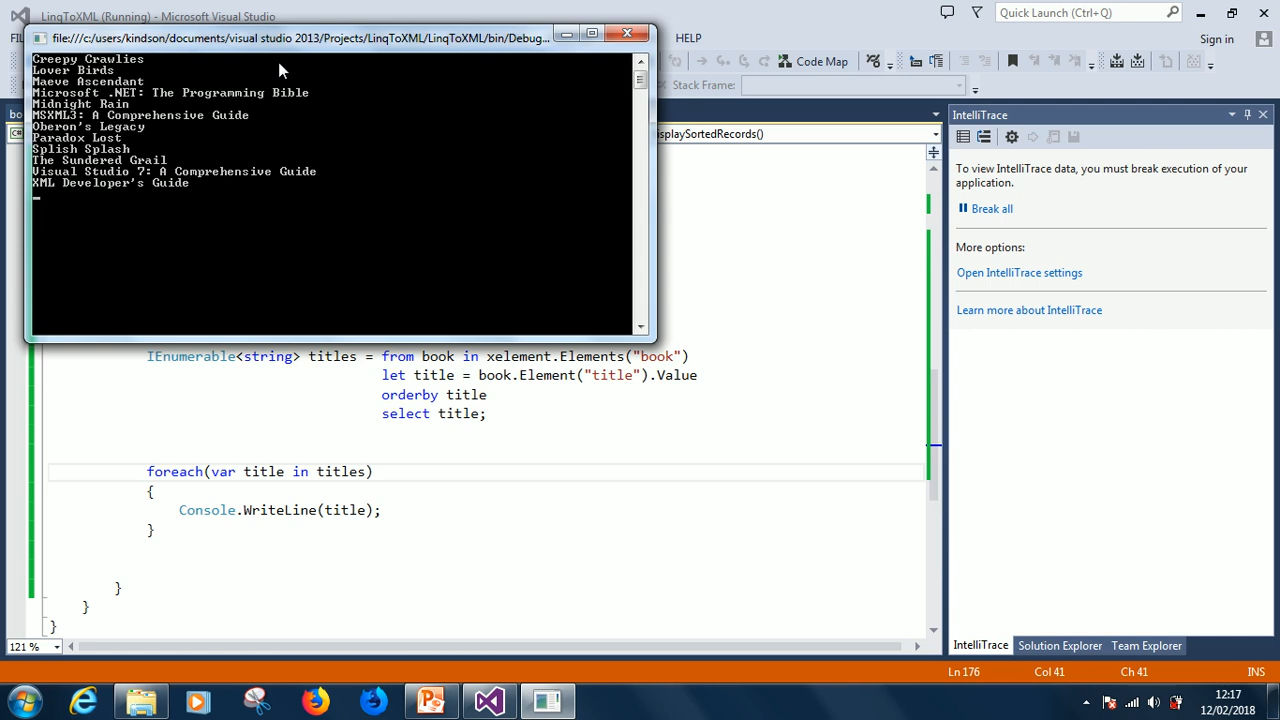 LinqToXML (Running) - Microsoft Visual Studio
Quick Launch (Ctrl+Q)
file:///c:/users/kindson/documents/visual studio 2013/Projects/LinqToXML/LinqToXML/bin/Debug...
HELP
Sign in
Creepy Crawlies
Lover Birds
Maeve Ascendant
Microsoft .NET: The Programming Bible
Midnight Rain
MSXML3: A Comprehensive Guide
Oberon's Legacy
Paradox Lost
Splish Splash
The Sundered Grail
Visual Studio 7: A Comprehensive Guide
XML Developer's Guide
Code Map
Stack Frame:
isplaySortedRecords()
IEnumerable<string> titles = from book in xelement.Elements("book")
let title = book.Element("title").Value
orderby title
select title;
foreach(var title in titles)
{
Console.WriteLine(title);
}
}
}
}
IntelliTrace
To view IntelliTrace data, you must break execution of your
application.
Break all
More options:
Open IntelliTrace settings
Learn more about IntelliTrace
121 %
IntelliTrace Solution Explorer Team Explorer
Ln 176 Col 41 Ch 41 INS
12:17
12/02/2018